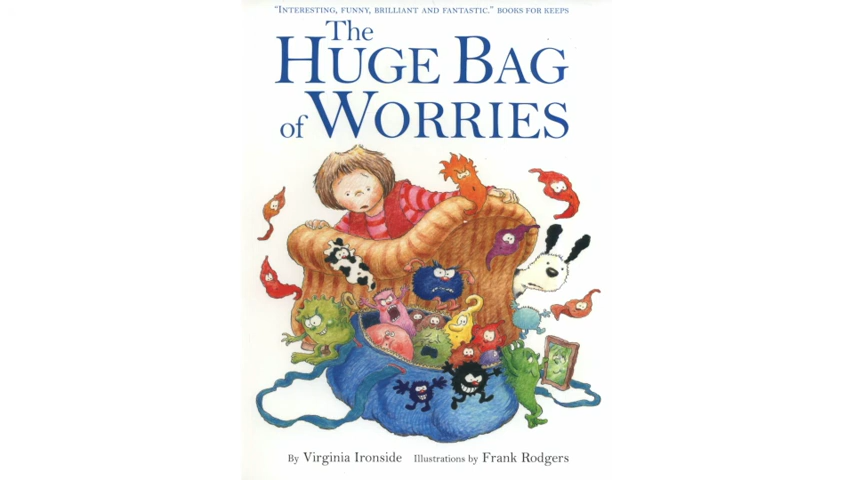 "Interesting, funny, brilliant and fantastic." Books for Keeps
The
Huge Bag
of Worries
By Virginia Ironside Illustrations by Frank Rodgers